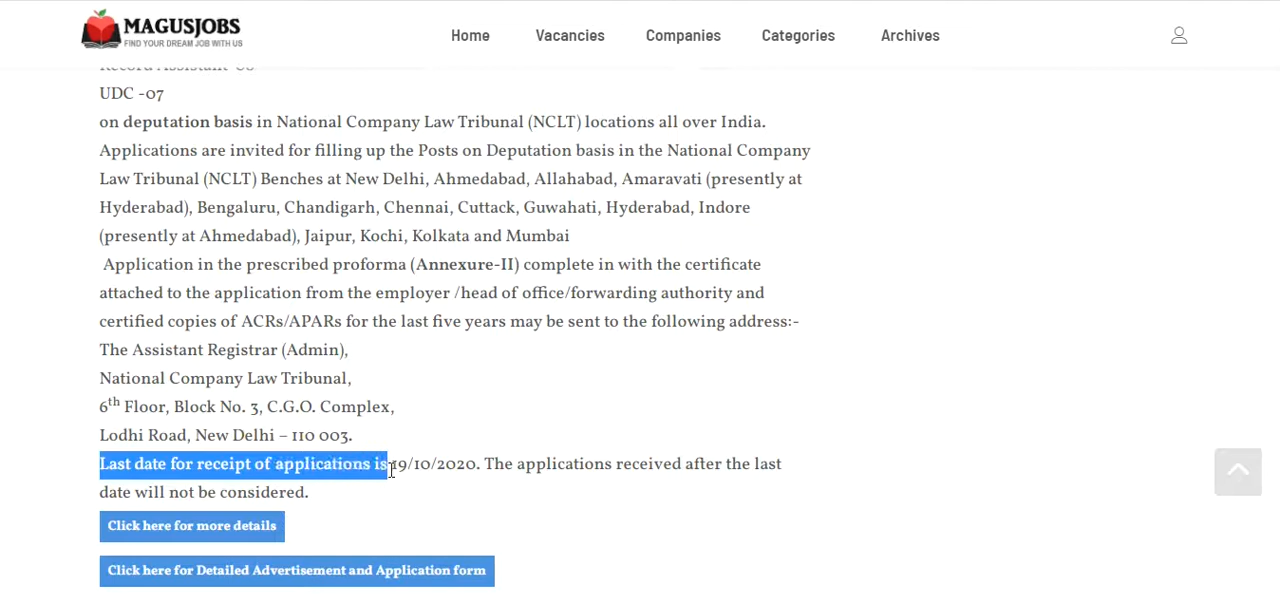 MAGUSJOBS
FIND YOUR DREAM JOB WITH US
Home
Vacancies
Companies
Categories
Archives
UDC -07
on deputation basis in National Company Law Tribunal (NCLT) locations all over India.
Applications are invited for filling up the Posts on Deputation basis in the National Company
Law Tribunal (NCLT) Benches at New Delhi, Ahmedabad, Allahabad, Amaravati (presently at
Hyderabad), Bengaluru, Chandigarh, Chennai, Cuttack, Guwahati, Hyderabad, Indore
(presently at Ahmedabad), Jaipur, Kochi, Kolkata and Mumbai
Application in the prescribed proforma (Annexure-II) complete in with the certificate
attached to the application from the employer /head of office/forwarding authority and
certified copies of ACRs/APARs for the last five years may be sent to the following address:-
The Assistant Registrar (Admin),
National Company Law Tribunal,
6th Floor, Block No. 3, C.G.O. Complex,
Lodhi Road, New Delhi – 110 003.
Last date for receipt of applications is 19/10/2020. The applications received after the last
date will not be considered.
Click here for more details
Click here for Detailed Advertisement and Application form